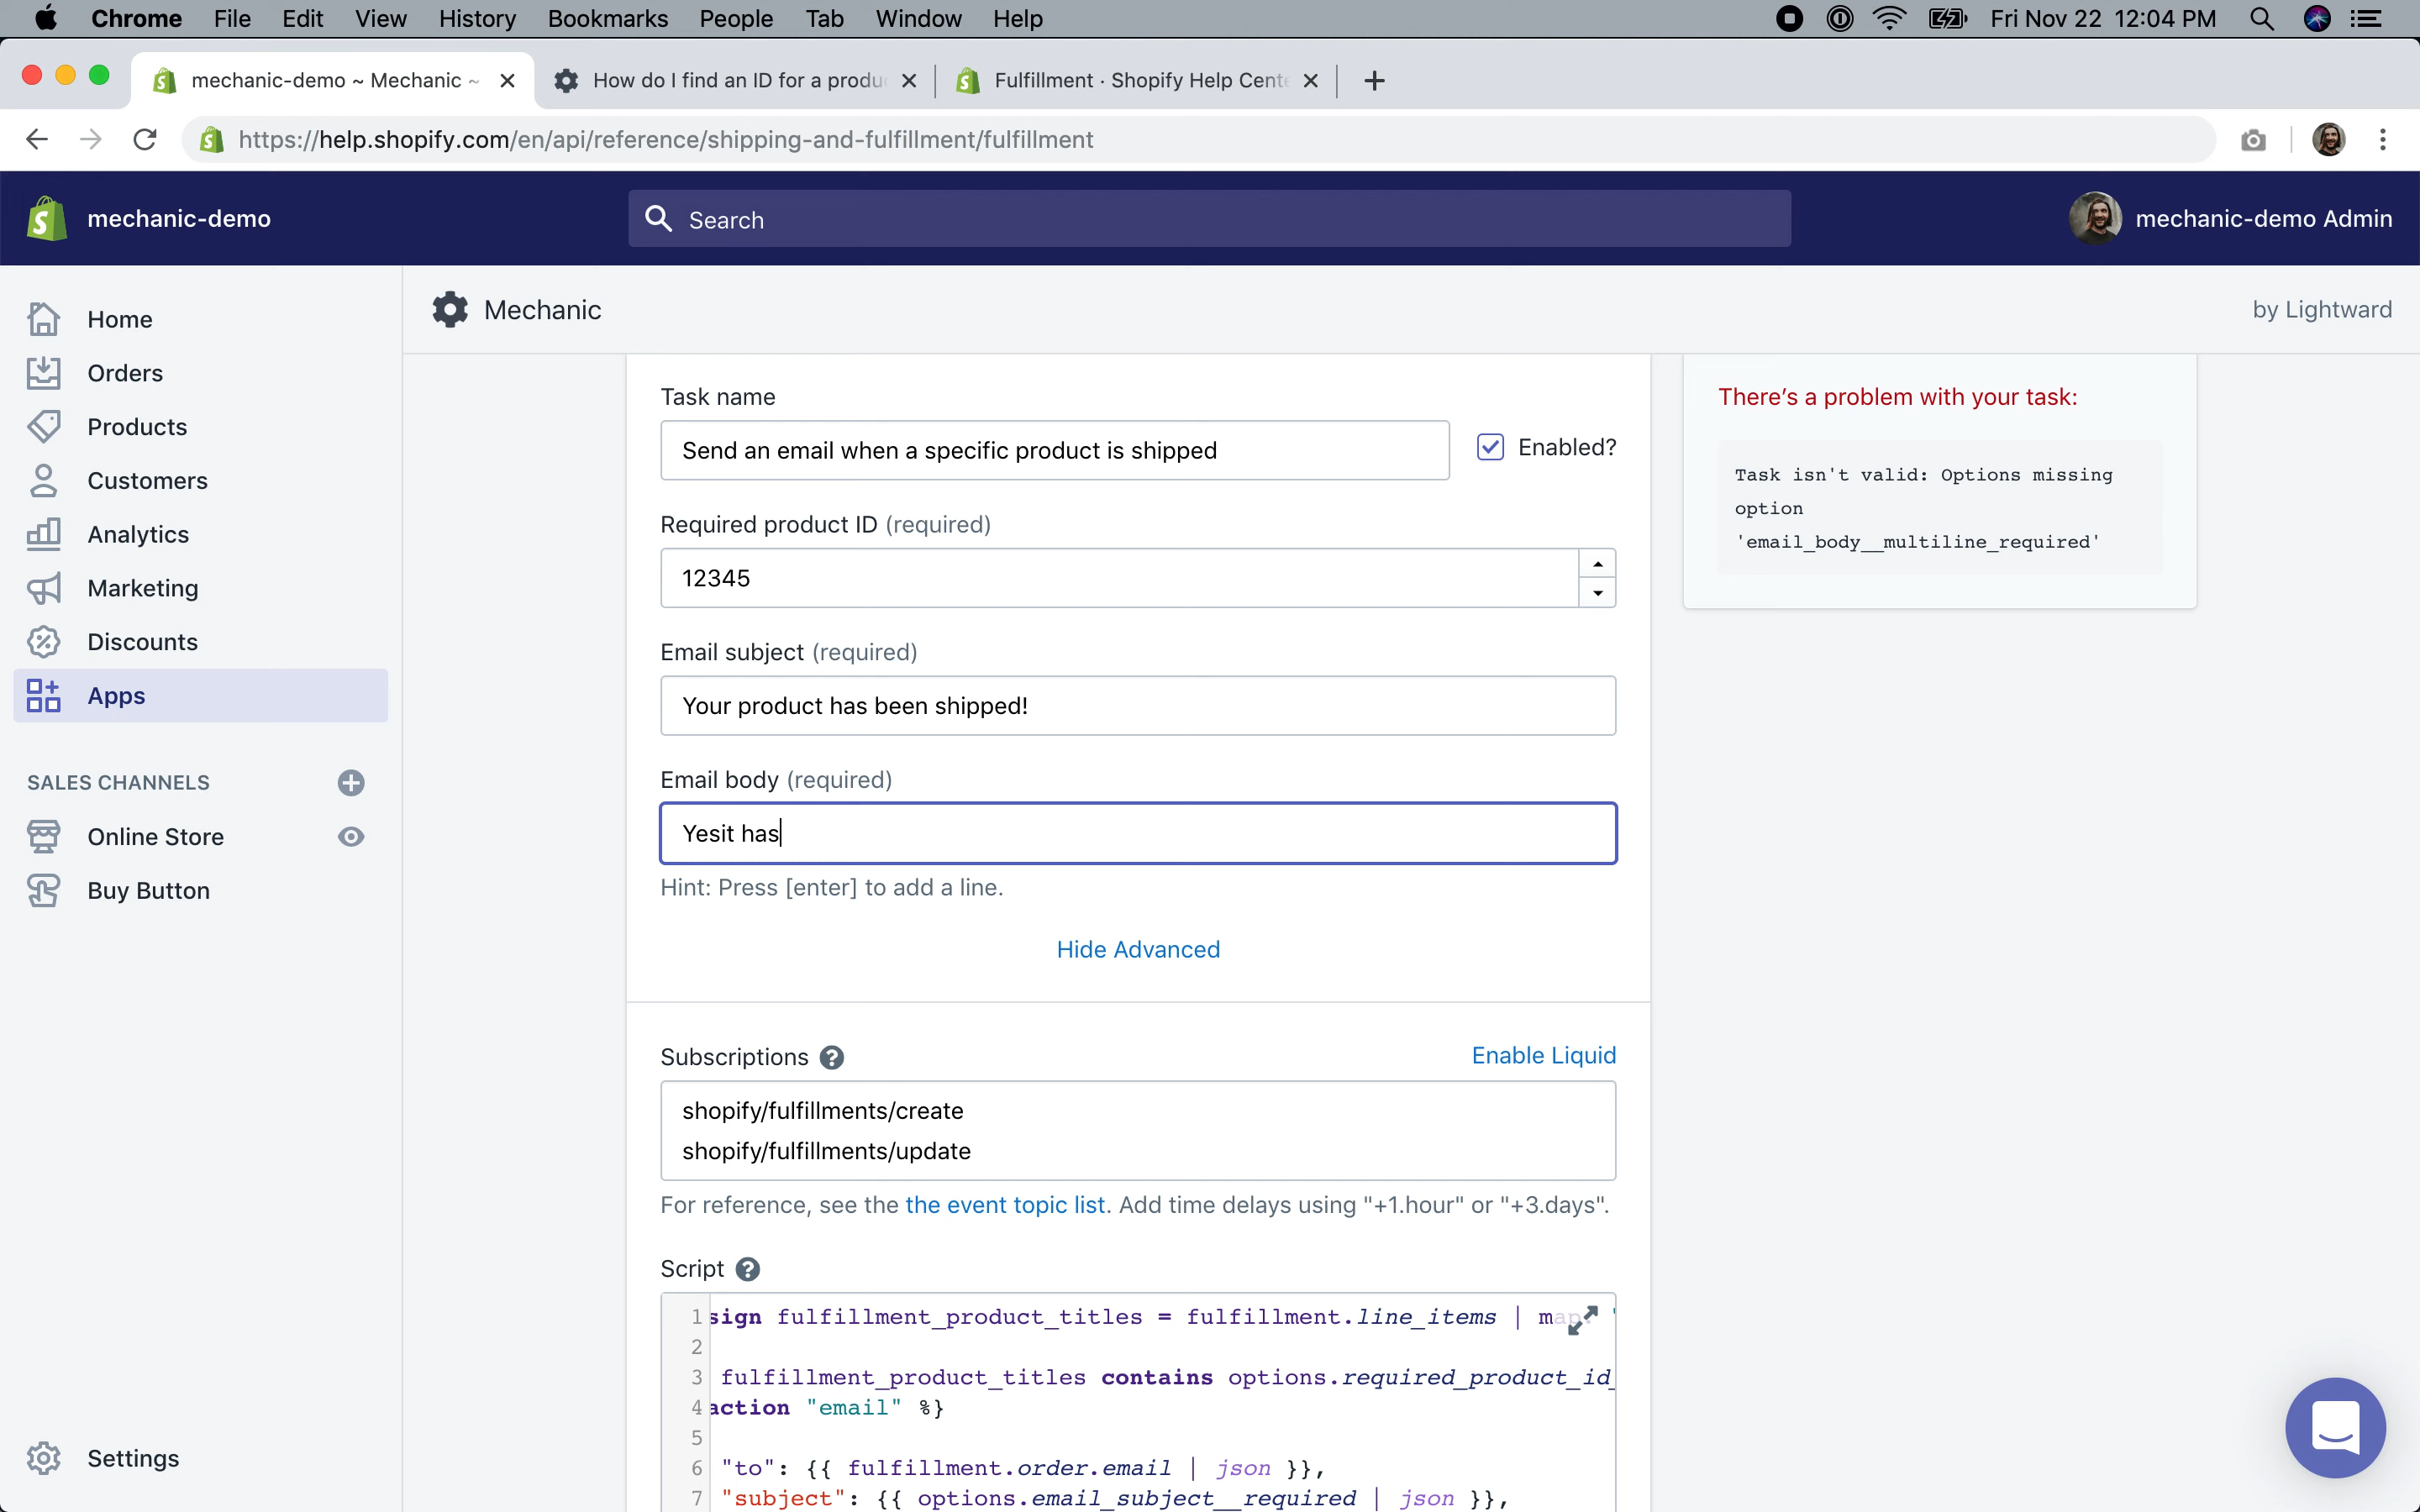 Chrome File Edit View History Bookmarks People Tab Window Help Fri Nov 22 12:04 PM
mechanic-demo ~ Mechanic ~ How do I find an ID for a produ Fulfillment · Shopify Help Cente
https://help.shopify.com/en/api/reference/shipping-and-fulfillment/fulfillment
mechanic-demo Search mechanic-demo Admin
Mechanic by Lightward
Home
Orders
Products
Customers
Analytics
Marketing
Discounts
Apps
SALES CHANNELS
Online Store
Buy Button
Settings
Task name
Send an email when a specific product is shipped Enabled?
Required product ID (required)
12345
Email subject (required)
Your product has been shipped!
Email body (required)
Yesit has
Hint: Press [enter] to add a line.
Hide Advanced
Subscriptions ? Enable Liquid
shopify/fulfillments/create
shopify/fulfillments/update
For reference, see the the event topic list. Add time delays using "+1.hour" or "+3.days".
Script ?
1 sign fulfillment_product_titles = fulfillment.line_items | map: '
2
3 fulfillment_product_titles contains options.required_product_id_
4 action "email" %}
5
6 "to": {{ fulfillment.order.email | json }},
7 "subject": {{ options.email_subject__required | json }},
There's a problem with your task:
Task isn't valid: Options missing
option
'email_body__multiline_required'